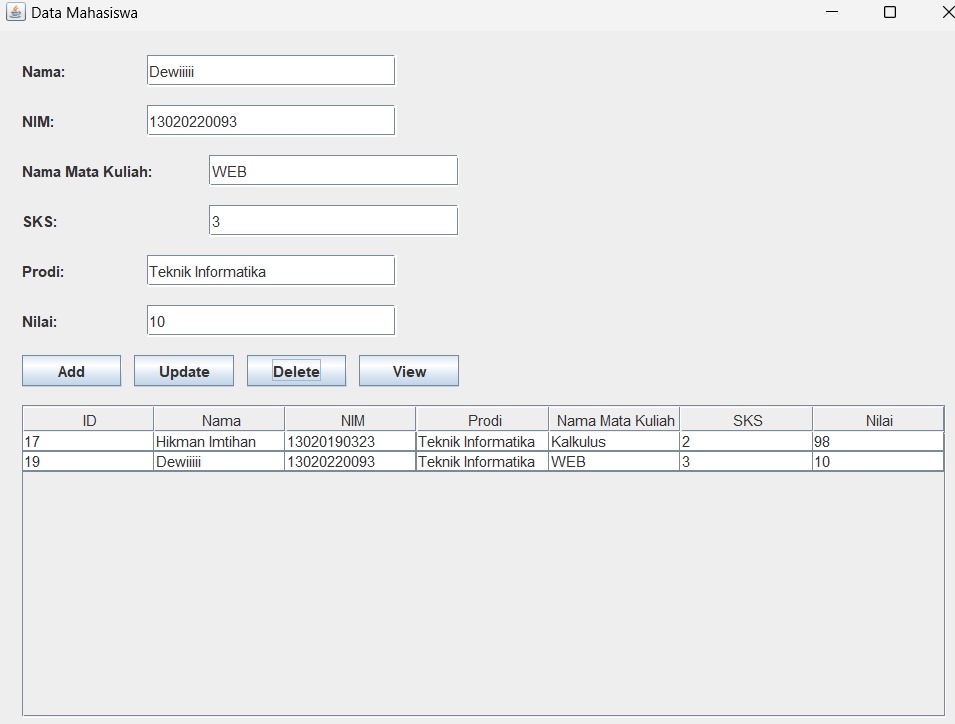 Data Mahasiswa
Nama: Dewiiiii
NIM: 13020220093
Nama Mata Kuliah: WEB
SKS: 3
Prodi: Teknik Informatika
Nilai: 10
Add Update Delete View
ID Nama NIM Prodi Nama Mata Kuliah SKS Nilai
17 Hikman Imtihan 13020190323 Teknik Informatika Kalkulus 2 98
19 Dewiiiii 13020220093 Teknik Informatika WEB 3 10